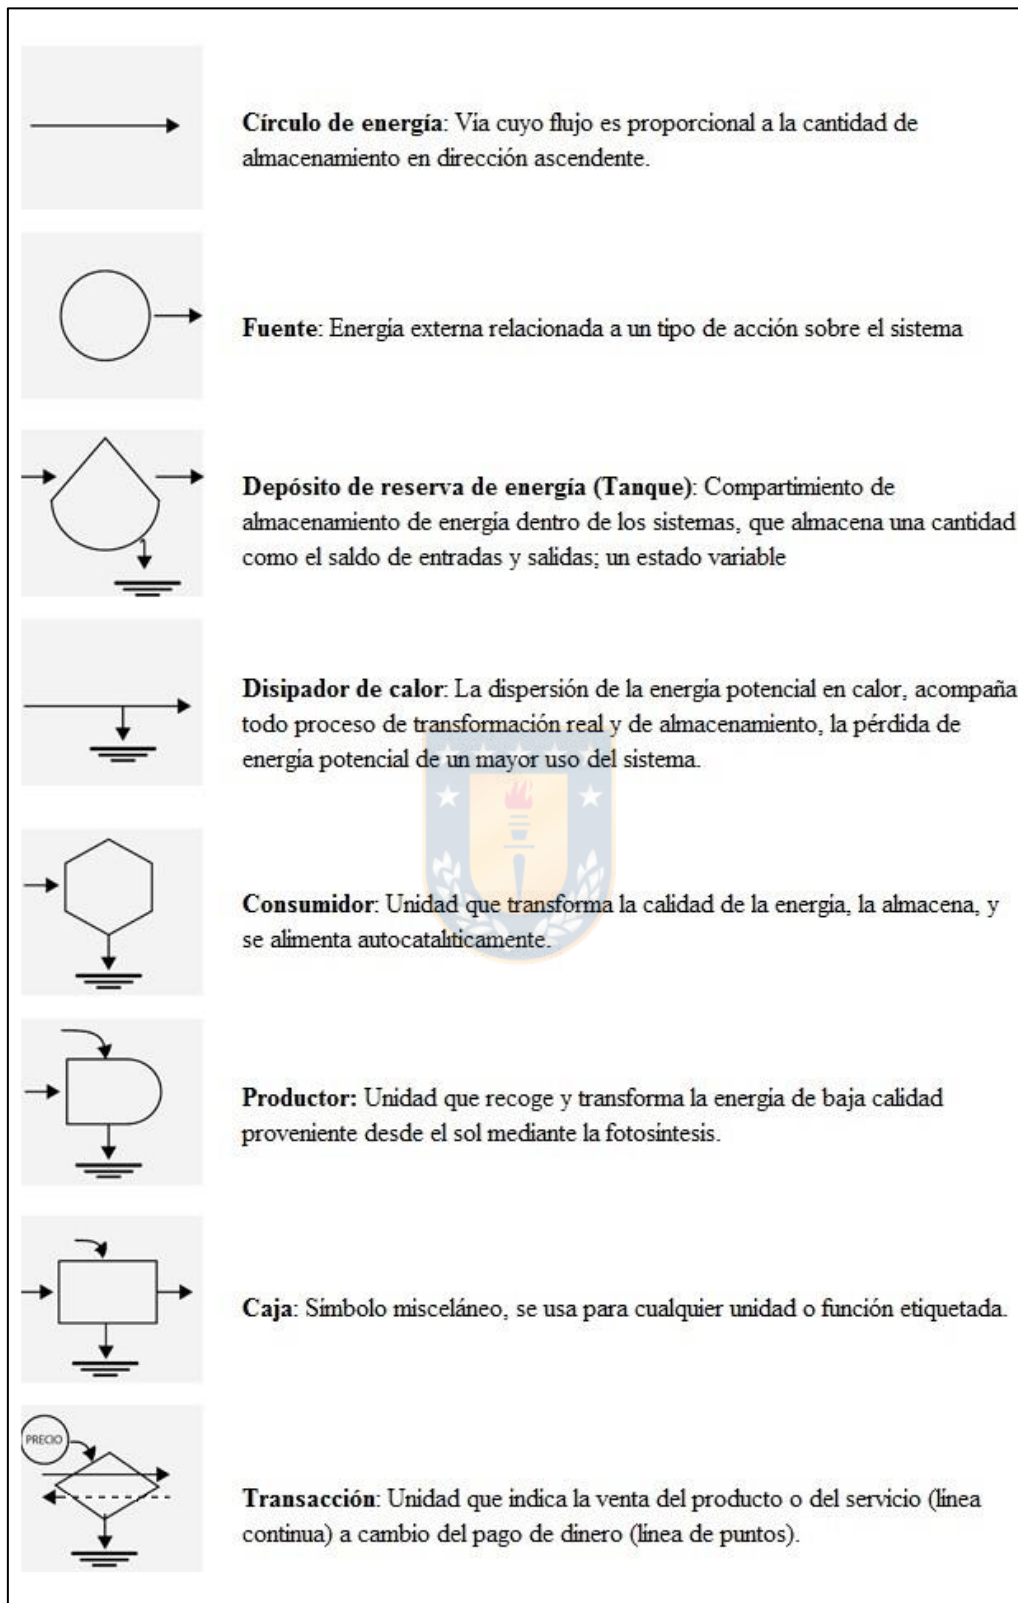 Círculo de energía: Vía cuyo flujo es proporcional a la cantidad de
almacenamiento en dirección ascendente.
Fuente: Energía externa relacionada a un tipo de acción sobre el sistema
Depósito de reserva de energía (Tanque): Compartimiento de
almacenamiento de energía dentro de los sistemas, que almacena una cantidad
como el saldo de entradas y salidas; un estado variable
Disipador de calor: La dispersión de la energía potencial en calor, acompaña
todo proceso de transformación real y de almacenamiento, la pérdida de
energía potencial de un mayor uso del sistema.
Consumidor: Unidad que transforma la calidad de la energía, la almacena, y
se alimenta autocatalíticamente.
Productor: Unidad que recoge y transforma la energía de baja calidad
proveniente desde el sol mediante la fotosíntesis.
Caja: Símbolo misceláneo, se usa para cualquier unidad o función etiquetada.
PRECIO
Transacción: Unidad que indica la venta del producto o del servicio (línea
continua) a cambio del pago de dinero (línea de puntos).